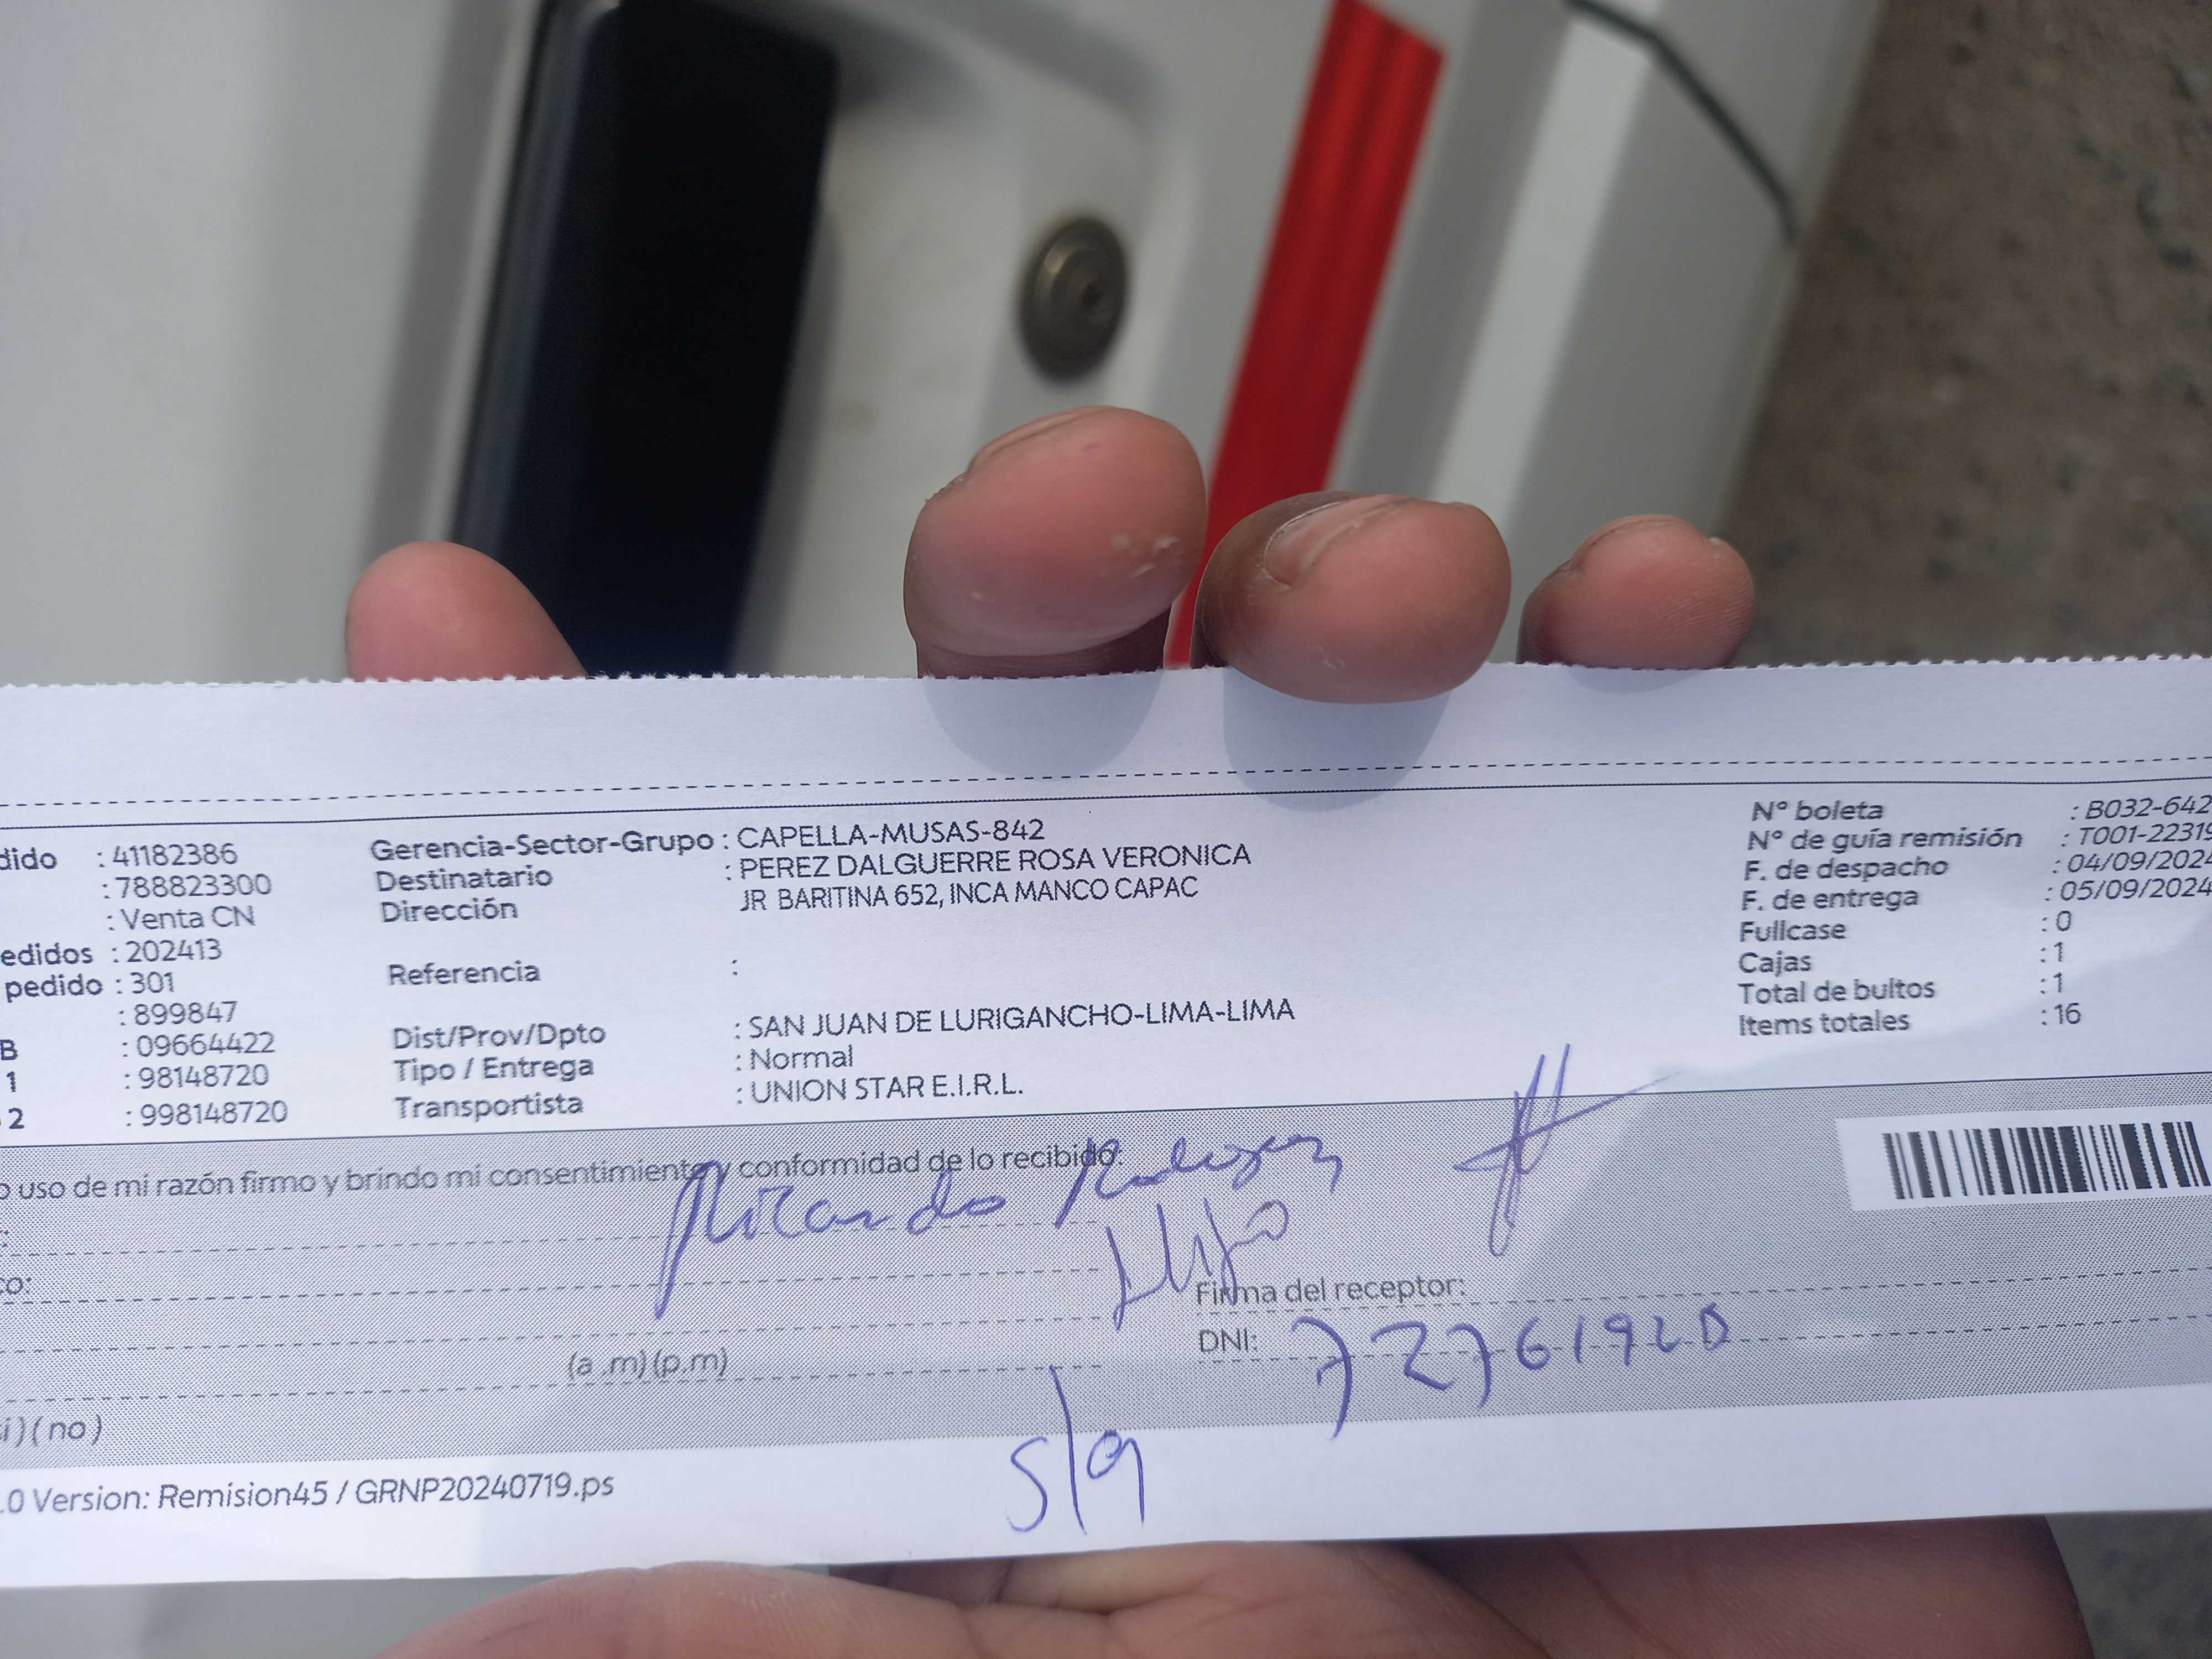 dido : 41182386
: 788823300
: Venta CN
edidos : 202413
pedido : 301
: 899847
B : 09664422
1 : 98148720
2 : 998148720
Gerencia-Sector-Grupo : CAPELLA-MUSAS-842
Destinatario : PEREZ DALGUERRE ROSA VERONICA
Dirección JR BARITINA 652, INCA MANCO CAPAC
Referencia :
Dist/Prov/Dpto : SAN JUAN DE LURIGANCHO-LIMA-LIMA
Tipo / Entrega : Normal
Transportista : UNION STAR E.I.R.L.
N° boleta : B032-642
N° de guía remisión : T001-22319
F. de despacho : 04/09/2024
F. de entrega : 05/09/2024
Fullcase : 0
Cajas : 1
Total de bultos : 1
Items totales : 16
o uso de mi razón firmo y brindo mi consentimiento y conformidad de lo recibido:
Ricardo Rodriguez
Hijo
co:
Firma del receptor:
DNI: 72761920
(a.m) (p.m)
i) ( no )
5/9
.0 Version: Remision45 / GRNP20240719.ps